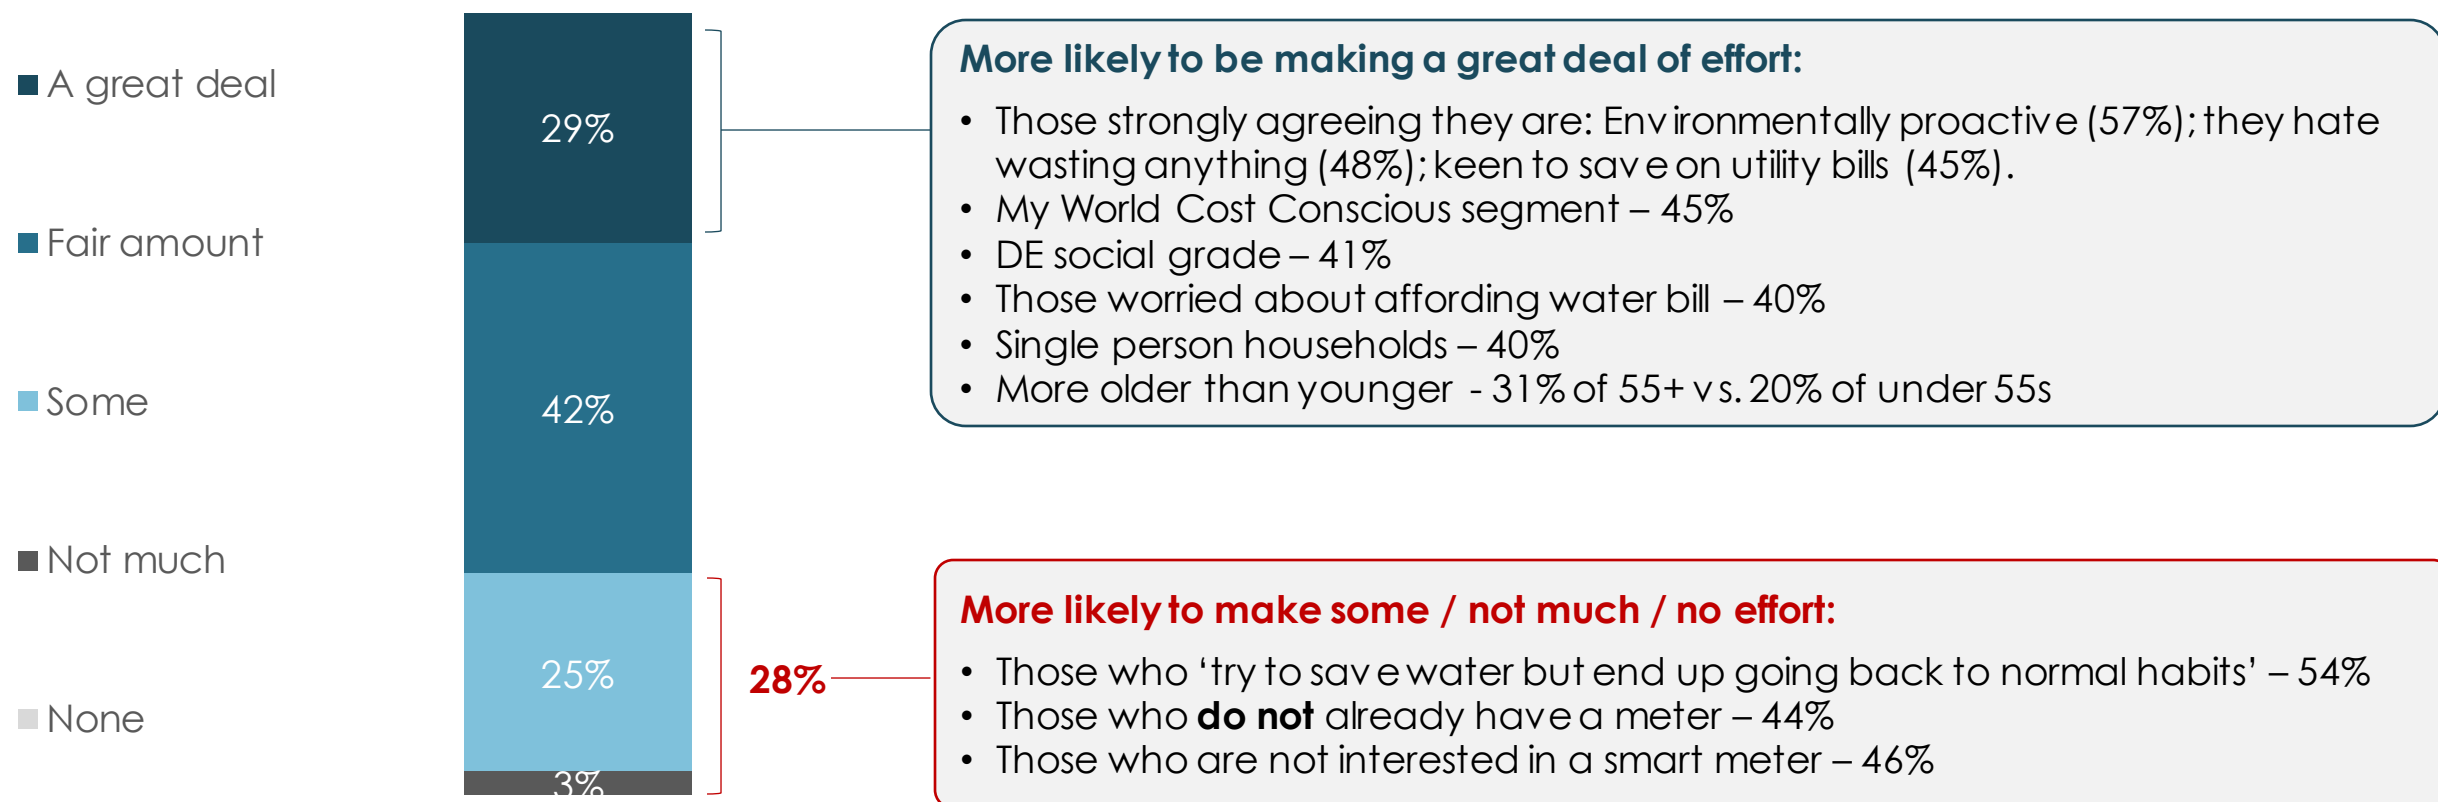 A great deal
Fair amount
Some
Not much
None
29%
42%
25%
3%
28%
More likely to be making a great deal of effort:
• Those strongly agreeing they are: Environmentally proactive (57%); they hate
wasting anything (48%); keen to save on utility bills (45%).
• My World Cost Conscious segment – 45%
• DE social grade – 41%
• Those worried about affording water bill – 40%
• Single person households – 40%
• More older than younger - 31% of 55+ vs. 20% of under 55s
More likely to make some / not much / no effort:
• Those who ‘try to save water but end up going back to normal habits’ – 54%
• Those who do not already have a meter – 44%
• Those who are not interested in a smart meter – 46%